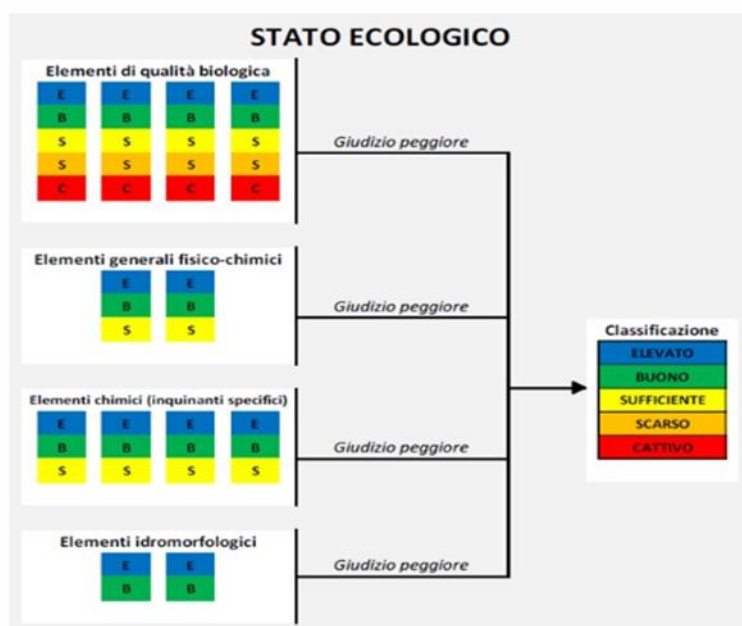 STATO ECOLOGICO
Elementi di qualità biologica
E E E E
B B B B
S S S S
S S S S
C C C C
Giudizio peggiore
Elementi generali fisico-chimici
E E
B B
S S
Giudizio peggiore
Elementi chimici (inquinanti specifici)
E E E E
B B B B
S S S S
Giudizio peggiore
Elementi idromorfologici
E E
B B
Giudizio peggiore
Classificazione
ELEVATO
BUONO
SUFFICIENTE
SCARSO
CATTIVO